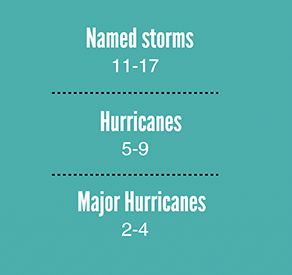 Named storms
11-17
Hurricanes
5-9
Major Hurricanes
2-4